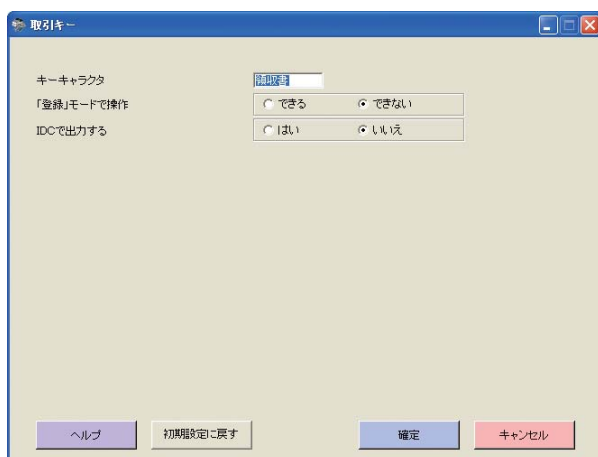 取引キー
キーキャラクタ 領収書
「登録」モードで操作 できる できない
IDCで出力する はい いいえ
ヘルプ 初期設定に戻す 確定 キャンセル